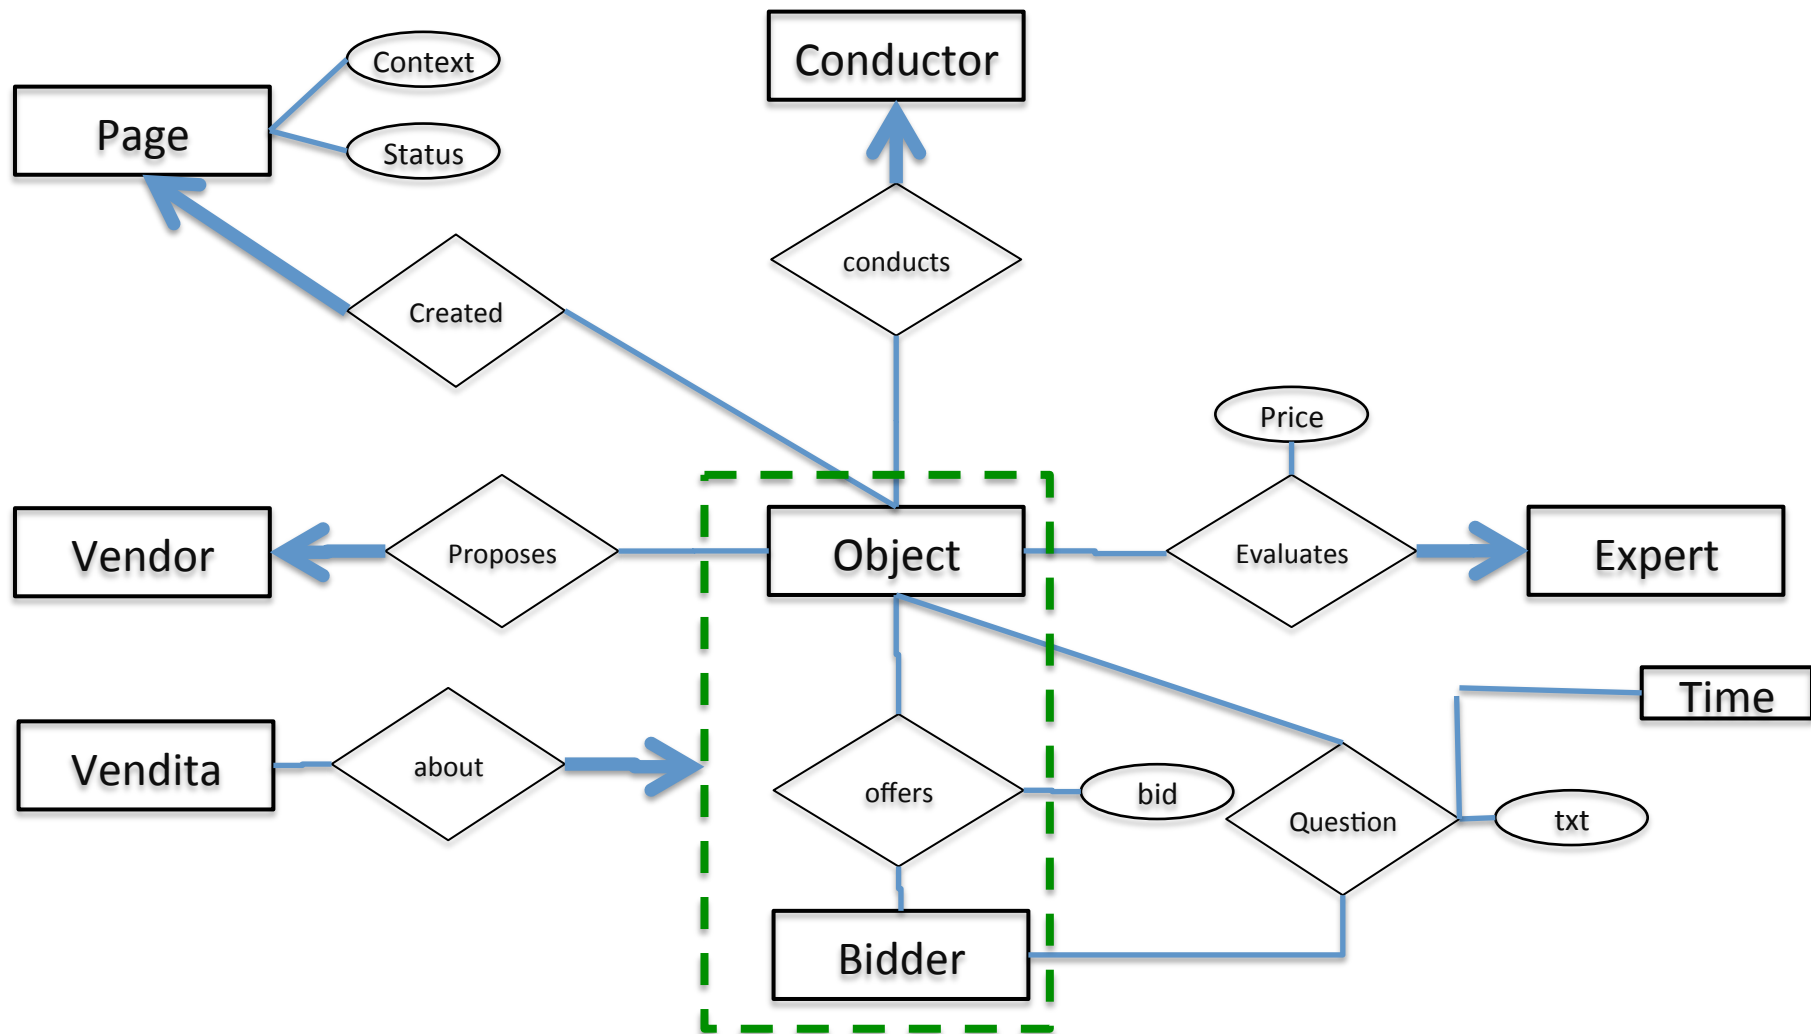 Context
Conductor
Page
Status
conducts
Created
Price
Vendor
Proposes
Object
Evaluates
Expert
Time
Vendita
about
offers
bid
Question
txt
Bidder